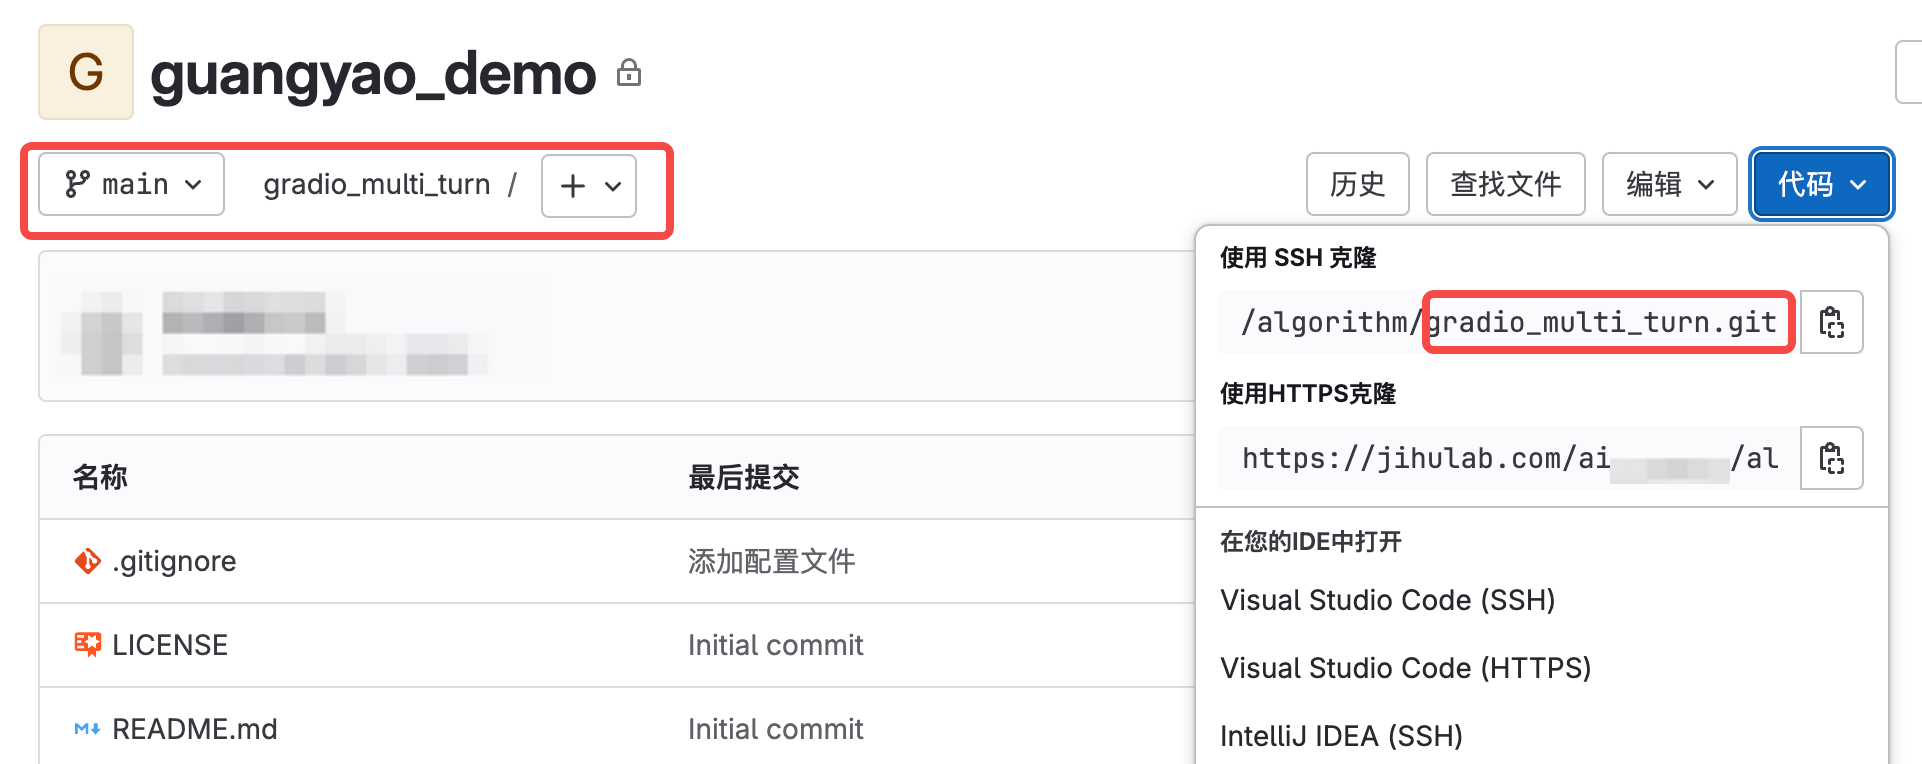 G
guangyao_demo
main
gradio_multi_turn /
历史
查找文件
编辑
代码
使用 SSH 克隆
/algorithm/gradio_multi_turn.git
使用HTTPS克隆
https://jihulab.com/ai /al
名称 最后提交
在您的IDE中打开
.gitignore 添加配置文件
Visual Studio Code (SSH)
LICENSE Initial commit
Visual Studio Code (HTTPS)
README.md Initial commit
IntelliJ IDEA (SSH)